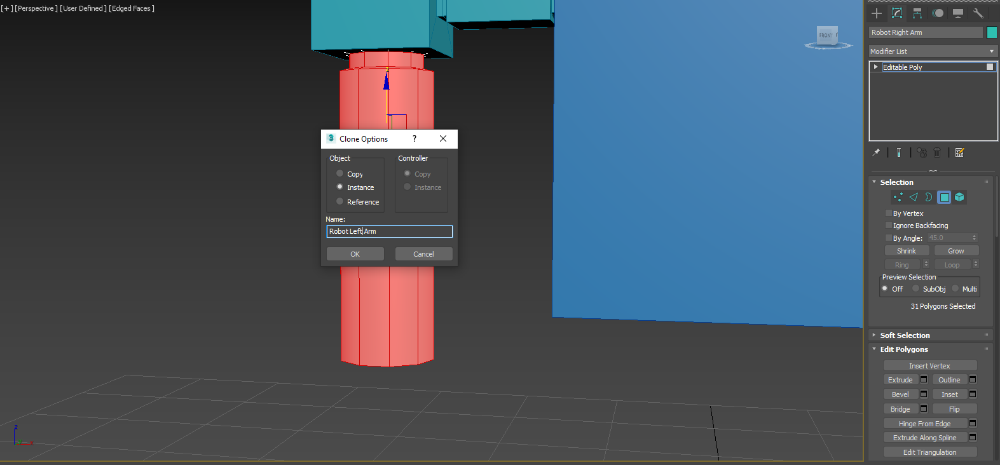 [+] [Perspective ] [User Defined ] [Edged Faces ]
FRONT
z
z
y
x
3 Clone Options ? 
Object
Copy
Instance
Reference
Controller
Copy
Instance
Name:
Robot Left Arm
OK Cancel
Robot Right Arm
Modifier List
Editable Poly
Selection
By Vertex
Ignore Backfacing
By Angle: 45.0
Shrink Grow
Ring Loop
Preview Selection
Off SubObj Multi
31 Polygons Selected
Soft Selection
Edit Polygons
Insert Vertex
Extrude Outline
Bevel Inset
Bridge Flip
Hinge From Edge
Extrude Along Spline
Edit Triangulation